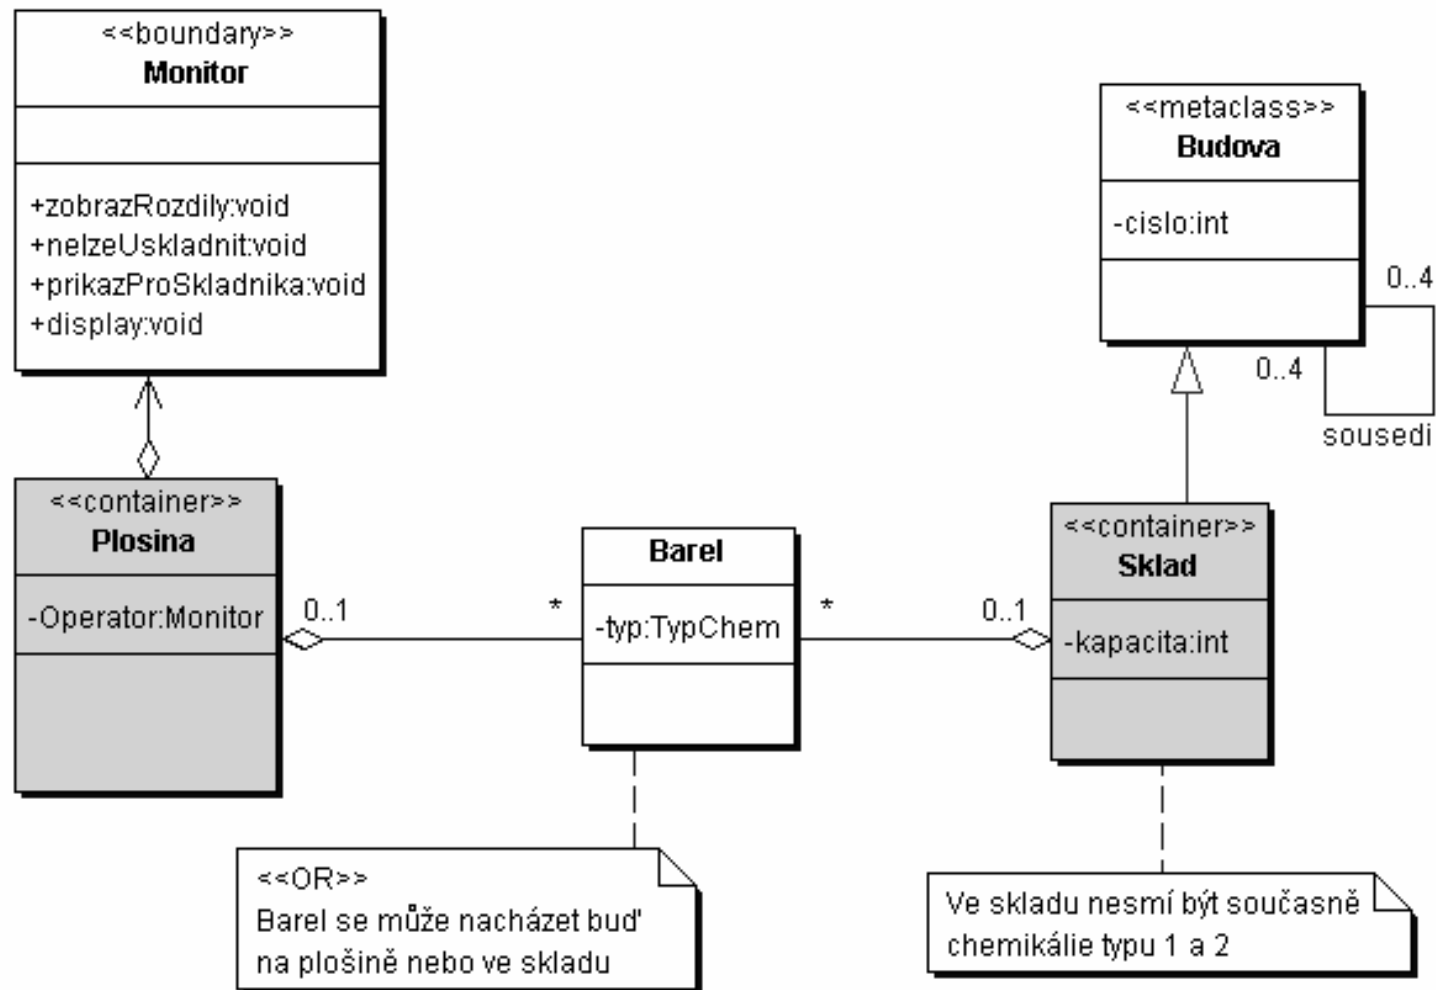 <<boundary>>
Monitor
+zobrazRozdily:void
+nelzeUskladnit:void
+prikazProSkladnika:void
+display:void
<<metaclass>>
Budova
-cislo:int
0..4
0..4
sousedi
<<container>>
Plosina
-Operator:Monitor
0..1
*
Barel
-typ:TypChem
*
0..1
<<container>>
Sklad
-kapacita:int
<<OR>>
Barel se může nacházet buď
na plošině nebo ve skladu
Ve skladu nesmí být současně
chemikálie typu 1 a 2